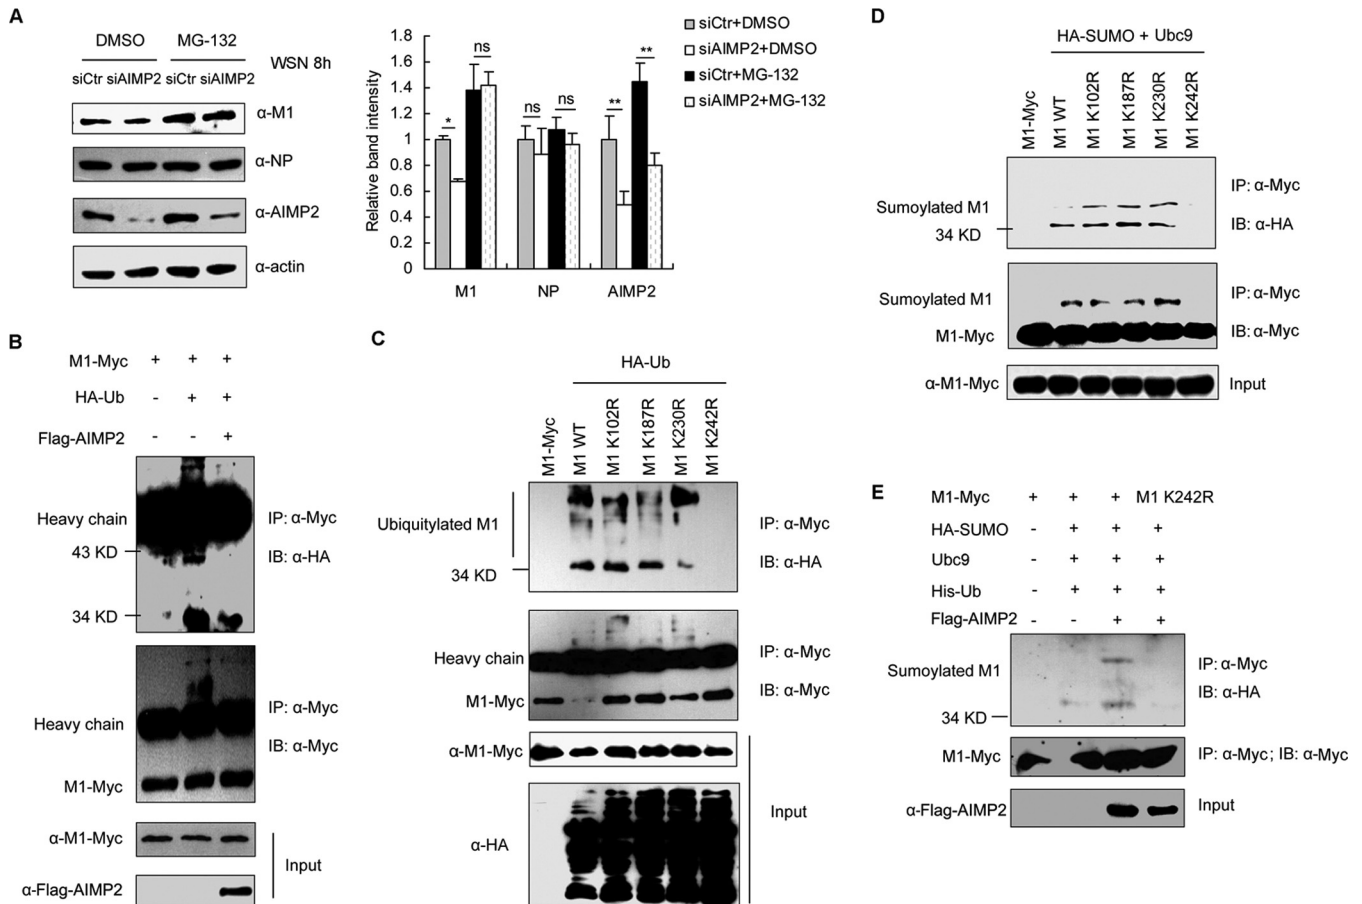 A
DMSO
MG-132
siCtr siAIMP2 siCtr siAIMP2
WSN 8h
α-M1
α-NP
α-AIMP2
α-actin
Relative band intensity
1.8
1.6
1.4
1.2
1
0.8
0.6
0.4
0.2
0
*
ns
ns
ns
**
**
M1
NP
AIMP2
siCtr+DMSO
siAIMP2+DMSO
siCtr+MG-132
siAIMP2+MG-132
B
M1-Myc + + +
HA-Ub - + +
Flag-AIMP2 - - +
Heavy chain
43 KD
34 KD
IP: α-Myc
IB: α-HA
Heavy chain
M1-Myc
IP: α-Myc
IB: α-Myc
α-M1-Myc
α-Flag-AIMP2
Input
C
HA-Ub
M1-Myc
M1 WT
M1 K102R
M1 K187R
M1 K230R
M1 K242R
Ubiquitylated M1
34 KD
IP: α-Myc
IB: α-HA
Heavy chain
M1-Myc
IP: α-Myc
IB: α-Myc
α-M1-Myc
α-HA
Input
D
HA-SUMO + Ubc9
M1-Myc
M1 WT
M1 K102R
M1 K187R
M1 K230R
M1 K242R
Sumoylated M1
34 KD
IP: α-Myc
IB: α-HA
Sumoylated M1
M1-Myc
IP: α-Myc
IB: α-Myc
α-M1-Myc
Input
E
M1-Myc + + + M1 K242R
HA-SUMO - + + +
Ubc9 - + + +
His-Ub - + + +
Flag-AIMP2 - - + +
Sumoylated M1
34 KD
IP: α-Myc
IB: α-HA
M1-Myc
IP: α-Myc; IB: α-Myc
α-Flag-AIMP2
Input